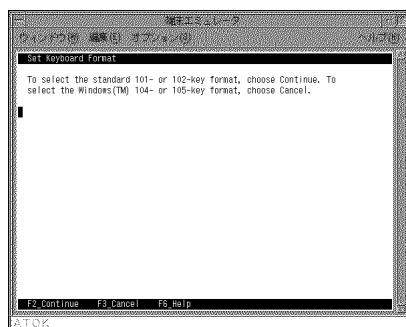 端末エミュレータ
ウィンドウ(W) 編集(E) オプション(O) ヘルプ(H)
Set Keyboard Format
To select the standard 101- or 102-key format, choose Continue. To
select the Windows(TM) 104- or 105-key format, choose Cancel.
F2_Continue F3_Cancel F6_Help
ATOK